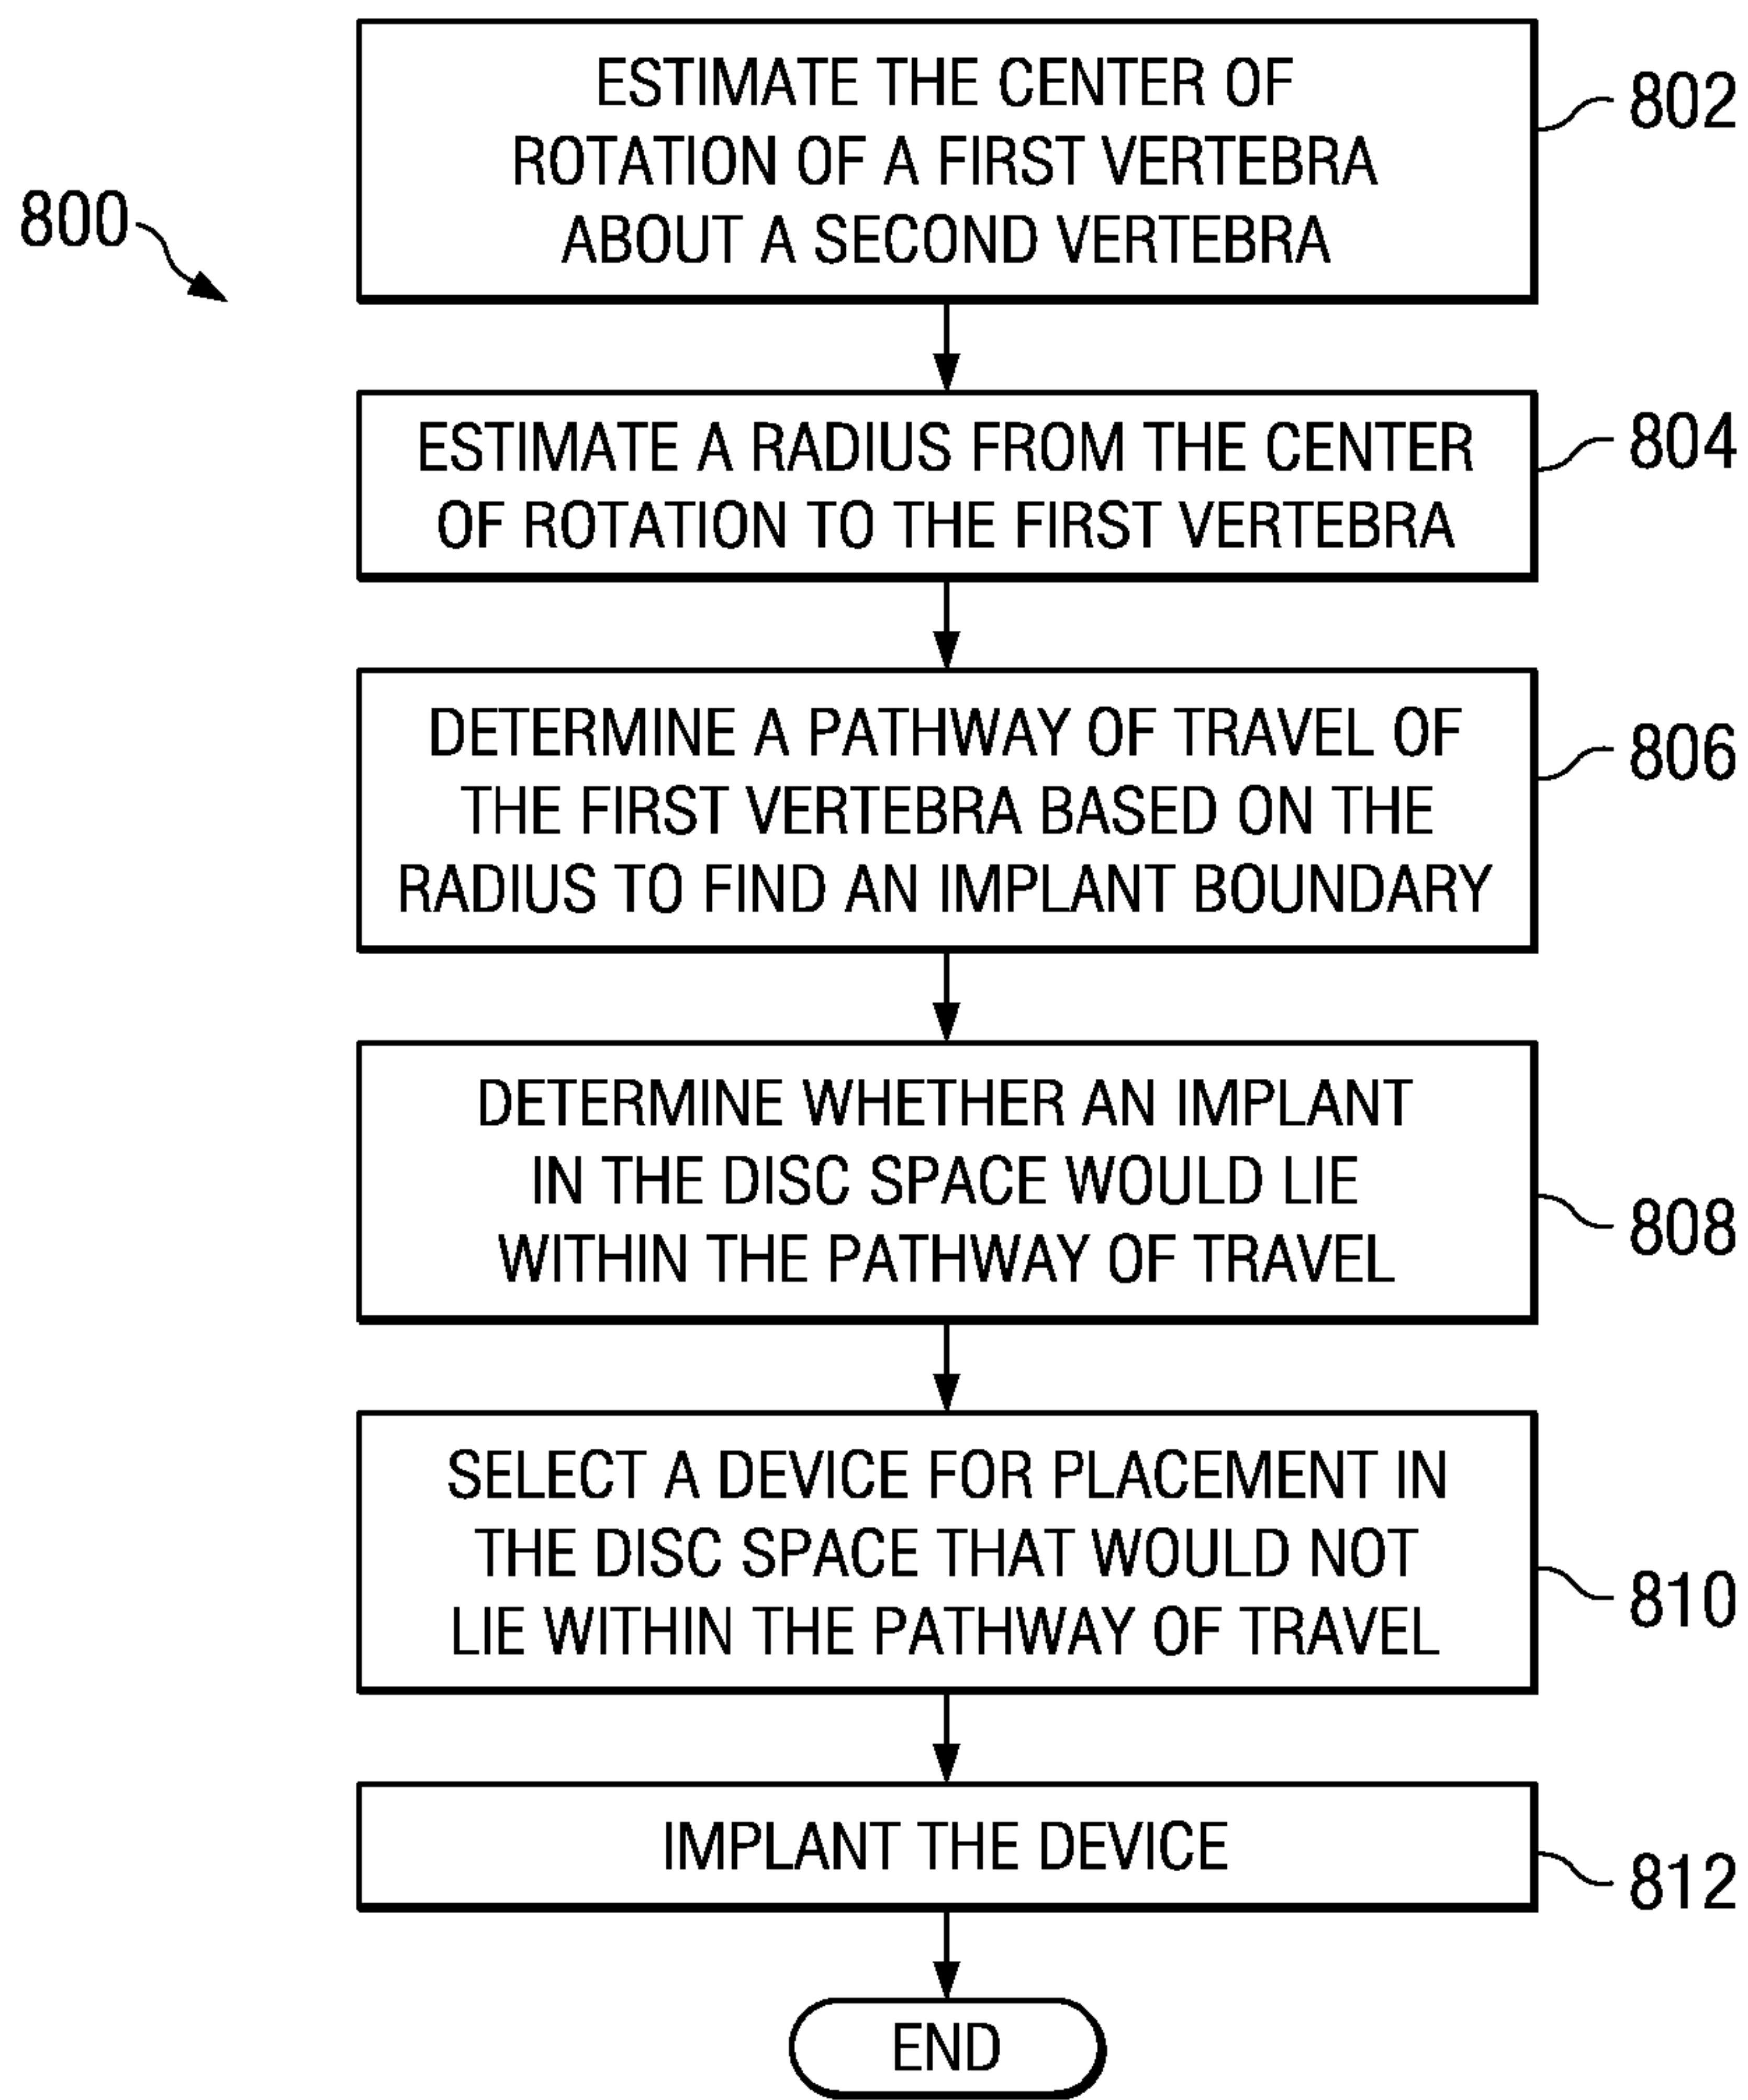 800
ESTIMATE THE CENTER OF
ROTATION OF A FIRST VERTEBRA
ABOUT A SECOND VERTEBRA
802
ESTIMATE A RADIUS FROM THE CENTER
OF ROTATION TO THE FIRST VERTEBRA
804
DETERMINE A PATHWAY OF TRAVEL OF
THE FIRST VERTEBRA BASED ON THE
RADIUS TO FIND AN IMPLANT BOUNDARY
806
DETERMINE WHETHER AN IMPLANT
IN THE DISC SPACE WOULD LIE
WITHIN THE PATHWAY OF TRAVEL
808
SELECT A DEVICE FOR PLACEMENT IN
THE DISC SPACE THAT WOULD NOT
LIE WITHIN THE PATHWAY OF TRAVEL
810
IMPLANT THE DEVICE
812
END